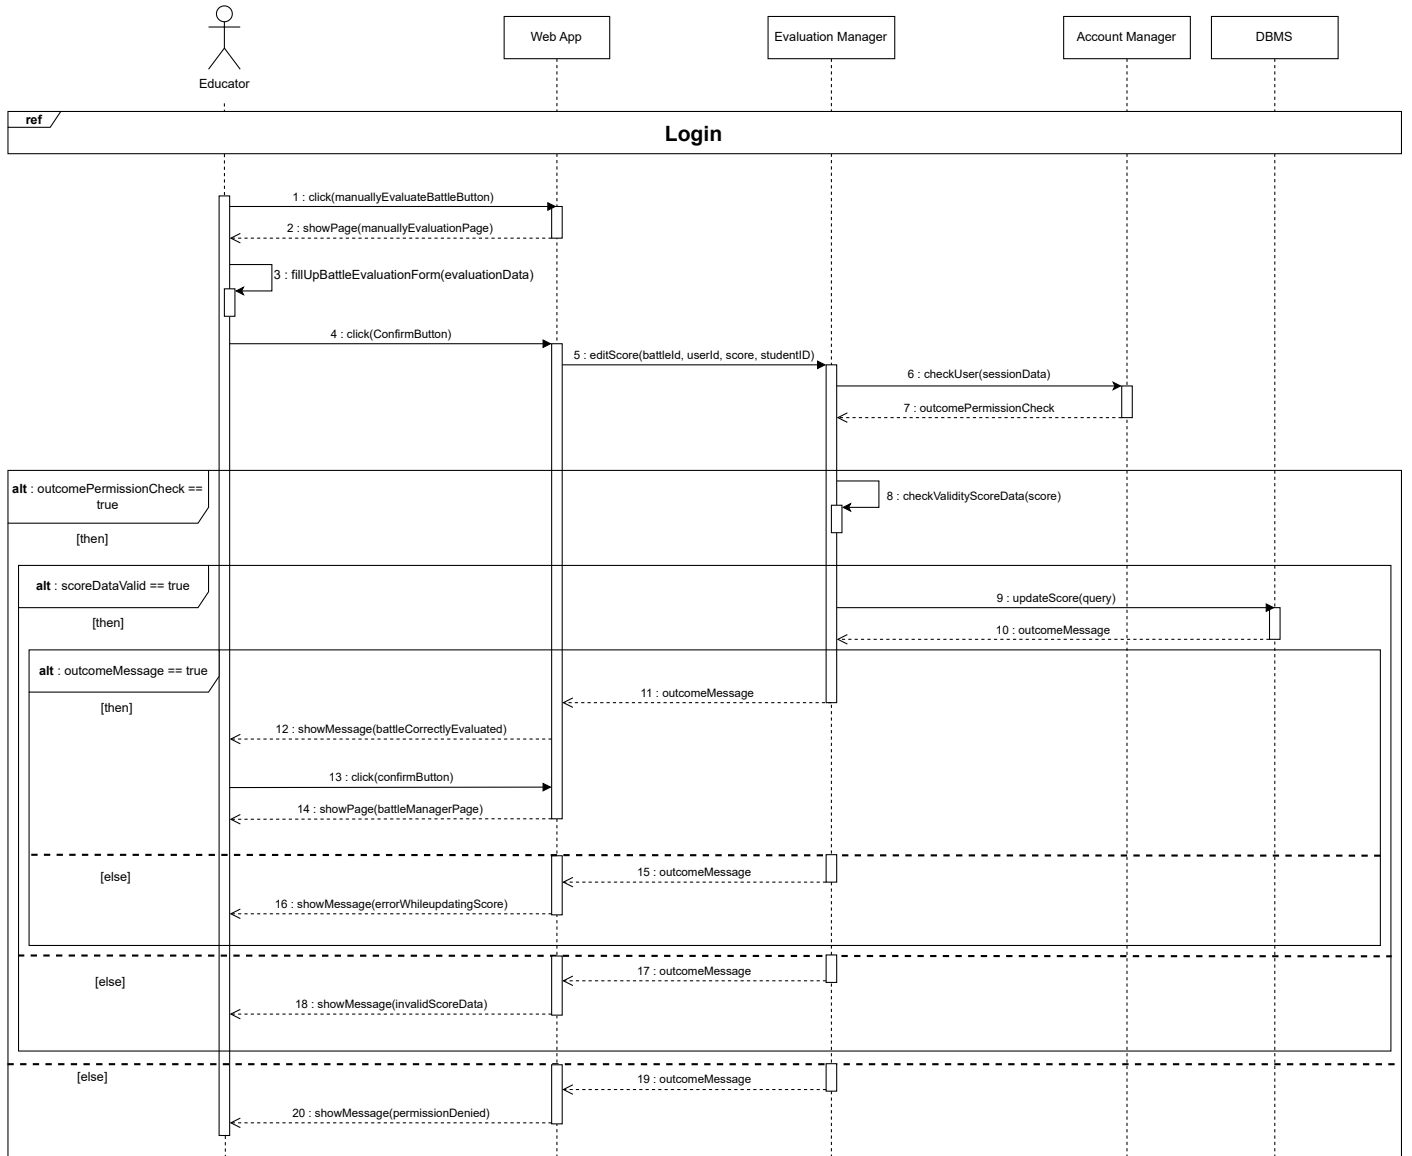 Educator
Web App
Evaluation Manager
Account Manager
DBMS
ref
Login
1 : click(manuallyEvaluateBattleButton)
2 : showPage(manuallyEvaluationPage)
3 : fillUpBattleEvaluationForm(evaluationData)
4 : click(ConfirmButton)
5 : editScore(battleId, userId, score, studentID)
6 : checkUser(sessionData)
7 : outcomePermissionCheck
alt : outcomePermissionCheck ==
true
[then]
8 : checkValidityScoreData(score)
alt : scoreDataValid == true
[then]
9 : updateScore(query)
10 : outcomeMessage
alt : outcomeMessage == true
[then]
11 : outcomeMessage
12 : showMessage(battleCorrectlyEvaluated)
13 : click(confirmButton)
14 : showPage(battleManagerPage)
[else]
15 : outcomeMessage
16 : showMessage(errorWhileupdatingScore)
[else]
17 : outcomeMessage
18 : showMessage(invalidScoreData)
[else]
19 : outcomeMessage
20 : showMessage(permissionDenied)